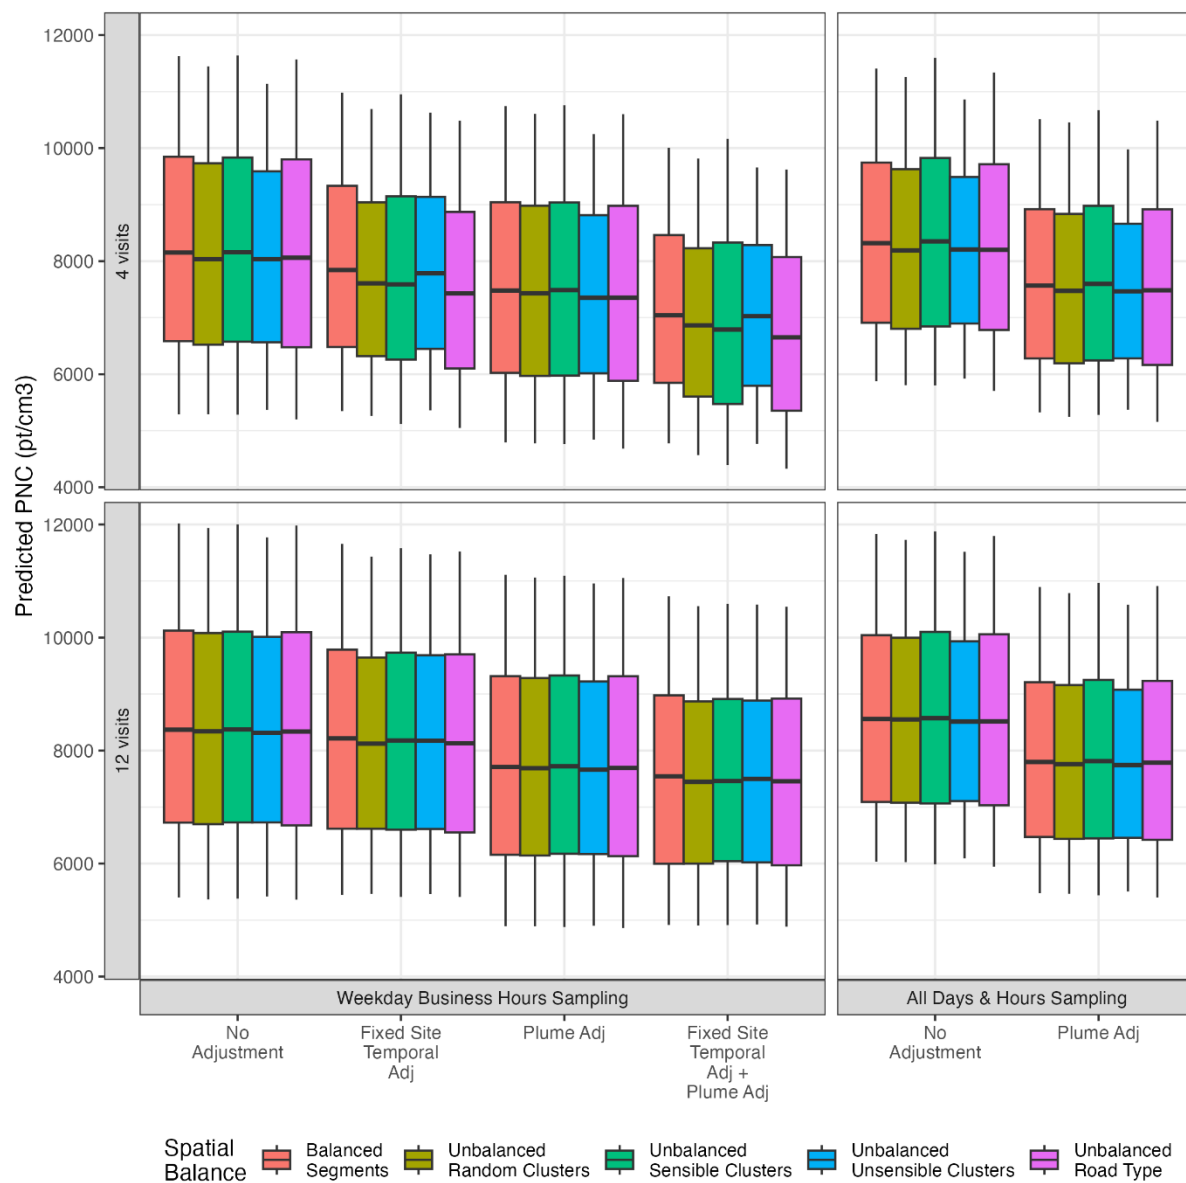 Predicted PNC (pt/cm3)
12000
10000
8000
6000
4000
4 visits
12000
10000
8000
6000
4000
12 visits
Weekday Business Hours Sampling
All Days & Hours Sampling
No
Adjustment
Fixed Site
Temporal
Adj
Plume Adj
Fixed Site
Temporal
Adj +
Plume Adj
No
Adjustment
Plume Adj
Spatial
Balance
Balanced
Segments
Unbalanced
Random Clusters
Unbalanced
Sensible Clusters
Unbalanced
Unsensible Clusters
Unbalanced
Road Type